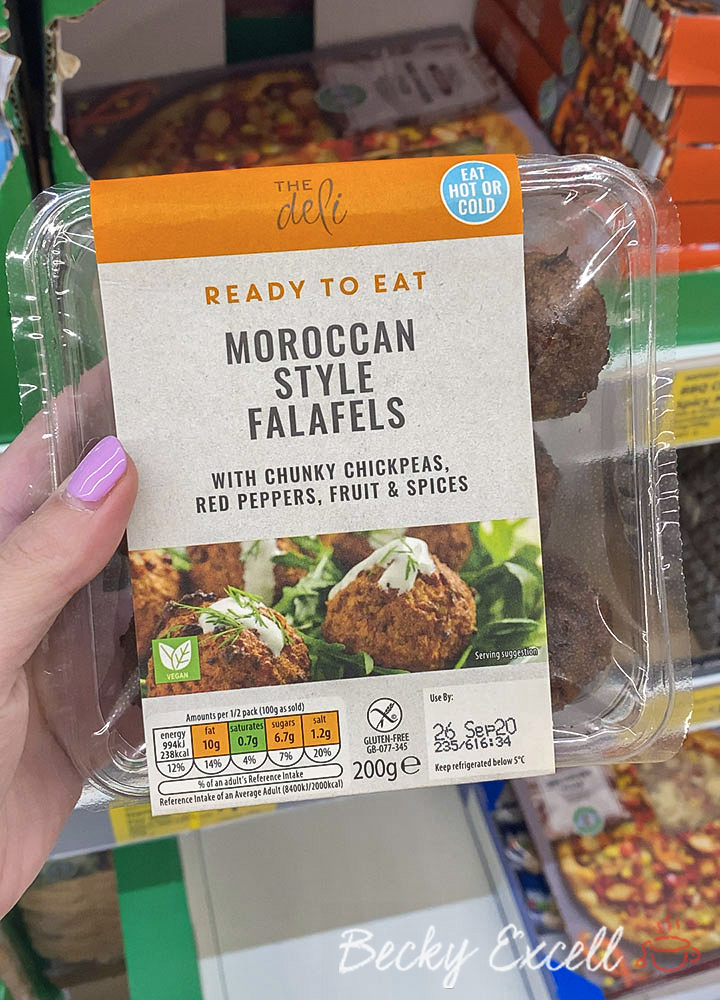 THE
deli
EAT
HOT OR
COLD
READY TO EAT
MOROCCAN
STYLE
FALAFELS
WITH CHUNKY CHICKPEAS,
RED PEPPERS, FRUIT & SPICES
Serving suggestion
VEGAN
Amounts per 1/2 pack (100g as sold)
energy
994kJ
238kcal
12%
fat
10g
14%
saturates
0.7g
4%
sugars
6.7g
7%
salt
1.2g
20%
% of an adult's Reference Intake
Reference Intake of an Average Adult (8400kJ/2000kcal)
GLUTEN-FREE
GB-077-345
200g℮
Use By:
26 Sep20
235/616:34
Keep refrigerated below 5°C
Becky Excell